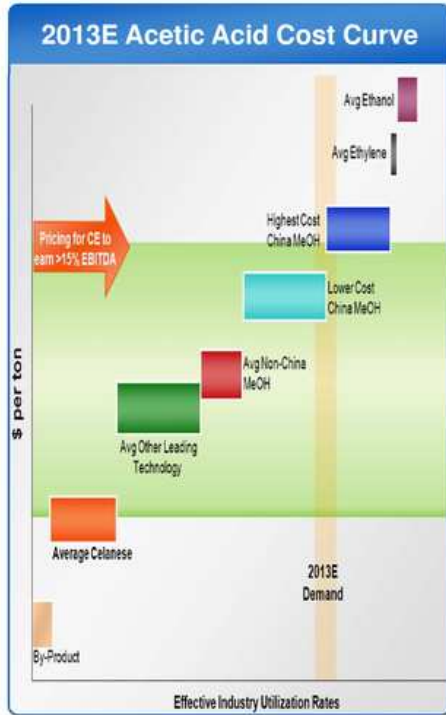 2013E Acetic Acid Cost Curve
Avg Ethanol
Avg Ethylene
Highest Cost
China MeOH
Pricing for CE to
earn >15% EBITDA
Lower Cost
China MeOH
Avg Non-China
MeOH
$ per ton
Avg Other Leading
Technology
Average Celanese
2013E
Demand
By-Product
Effective Industry Utilization Rates